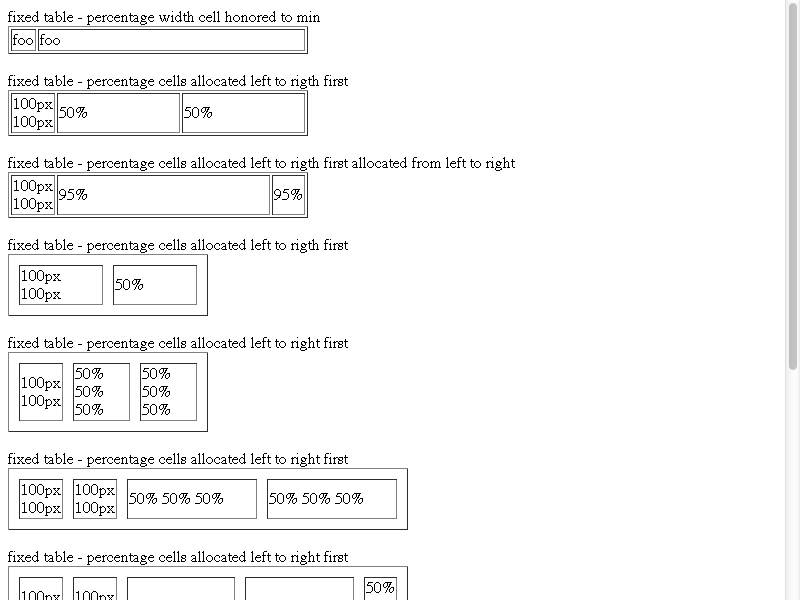 fixed table - percentage width cell honored to min
foo foo
fixed table - percentage cells allocated left to rigth first
100px
100px
50%
50%
fixed table - percentage cells allocated left to rigth first allocated from left to right
100px
100px
95%
95%
fixed table - percentage cells allocated left to rigth first
100px
100px
50%
fixed table - percentage cells allocated left to right first
100px
100px
50%
50%
50%
50%
50%
50%
fixed table - percentage cells allocated left to right first
100px
100px
100px
100px
50% 50% 50%
50% 50% 50%
fixed table - percentage cells allocated left to right first
100px
100px
50%